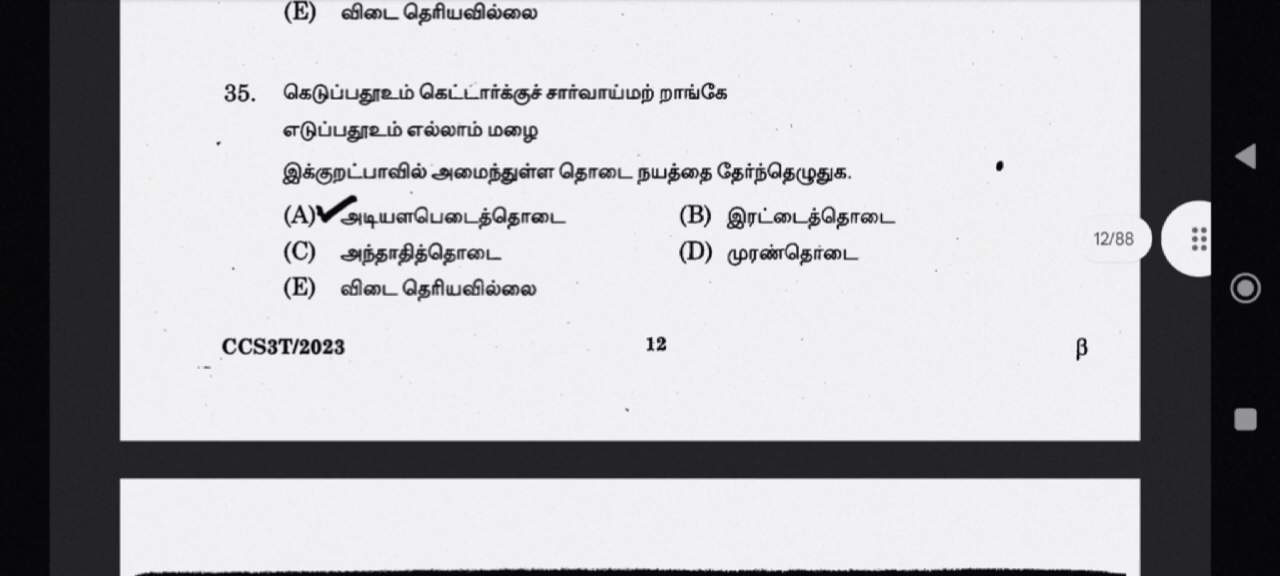 (E) விடை தெரியவில்லை
35. கெடுப்பதூஉம் கெட்டார்க்குச் சார்வாய்மற் றாங்கே
எடுப்பதூஉம் எல்லாம் மழை
இக்குறட்பாவில் அமைந்துள்ள தொடை நயத்தை தேர்ந்தெழுதுக.
(A) அடியளபெடைத்தொடை (B) இரட்டைத்தொடை
12/88
(C) அந்தாதித்தொடை (D) முரண்தொடை
(E) விடை தெரியவில்லை
CCS3T/2023 12 β